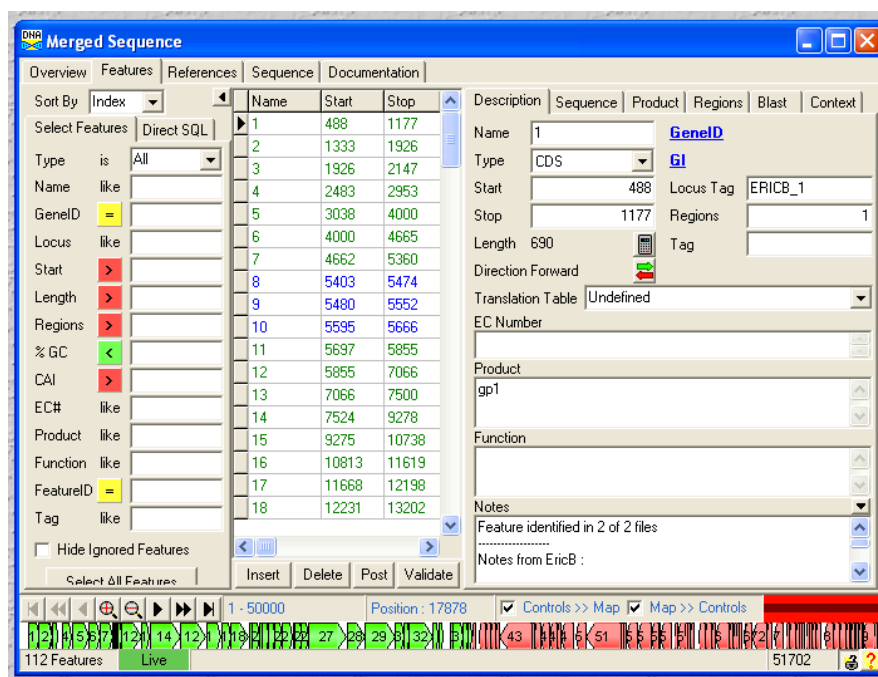 DNA Merged Sequence
Overview Features References Sequence Documentation
Sort By Index
Select Features Direct SQL
Type is All
Name like
GeneID =
Locus like
Start >
Length >
Regions >
% GC <
CAI >
EC# like
Product like
Function like
FeatureID =
Tag like
Hide Ignored Features
Select All Features
Name Start Stop
1 488 1177
2 1333 1926
3 1926 2147
4 2483 2953
5 3038 4000
6 4000 4665
7 4662 5360
8 5403 5474
9 5480 5552
10 5595 5666
11 5697 5855
12 5855 7066
13 7066 7500
14 7524 9278
15 9275 10738
16 10813 11619
17 11668 12198
18 12231 13202
Insert Delete Post Validate
Description Sequence Product Regions Blast Context
Name 1 GeneID
Type CDS GI
Start 488 Locus Tag ERICB_1
Stop 1177 Regions 1
Length 690 Tag
Direction Forward
Translation Table Undefined
EC Number
Product
gp1
Function
Notes
Feature identified in 2 of 2 files
-------------------
Notes from EricB :
1 - 50000 Position : 17878 Controls >> Map Map >> Controls
14 27 28 29 32 43 51
112 Features Live 51702